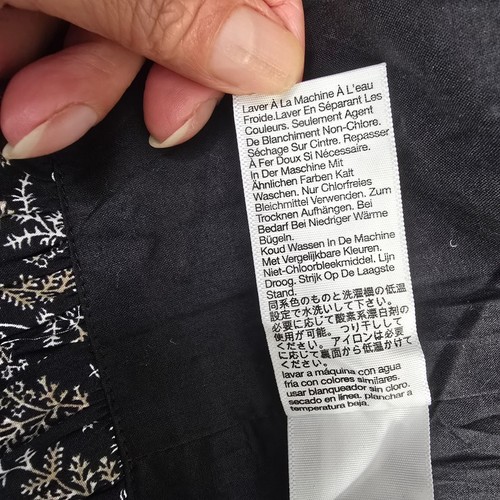 Laver À La Machine À L'eau
Froide.Laver En Séparant Les
Couleurs. Seulement Agent
De Blanchiment Non-Chlore.
Séchage Sur Cintre. Repasser
À Fer Doux Si Nécessaire.
In Der Maschine Mit
Ähnlichen Farben Kalt
Waschen. Nur Chlorfreies
Bleichmittel Verwenden. Zum
Trocknen Aufhängen. Bei
Bedarf Bei Niedriger Wärme
Bügeln.
Koud Wassen In De Machine
Met Vergelijkbare Kleuren.
Niet-Chloorbleekmiddel. Lijn
Droog. Strijk Op De Laagste
Stand.
同系色のものと洗濯機の低温
設定で水洗いして下さい。
必要に応じて酸素系漂白剤の
使用が可能。つり干しして
ください。アイロンは必要
に応じて裏面から低温かけて
ください。
lavar a máquina con agua
fria con colores similares.
usar blanqueador sin cloro.
secado en línea. planchar a
temperatura baja.